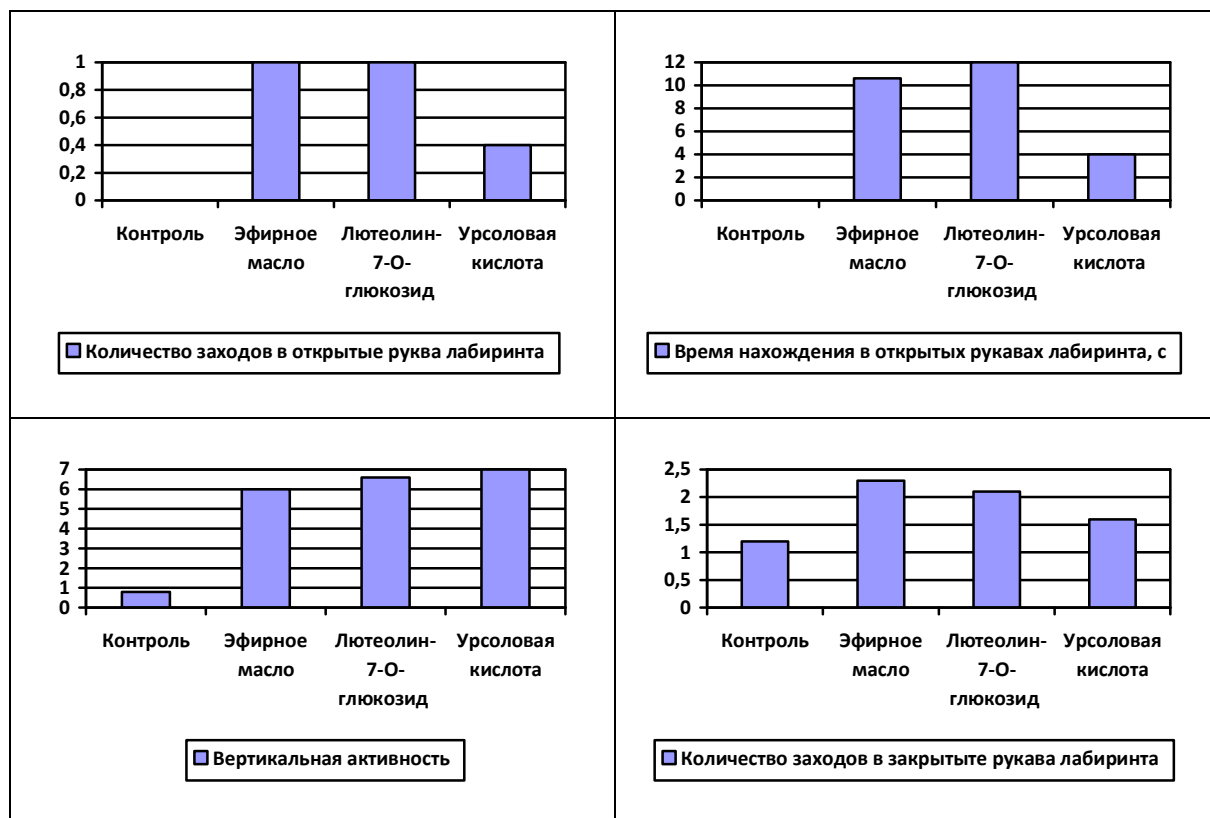 1
0,8
0,6
0,4
0,2
0
Контроль
Эфирное
масло
Лютеолин-
7-О-
глюкозид
Урсоловая
кислота
Количество заходов в открытые руква лабиринта
12
10
8
6
4
2
0
Контроль
Эфирное
масло
Лютеолин-
7-О-
глюкозид
Урсоловая
кислота
Время нахождения в открытых рукавах лабиринта, с
7
6
5
4
3
2
1
0
Контроль
Эфирное
масло
Лютеолин-
7-О-
глюкозид
Урсоловая
кислота
Вертикальная активность
2,5
2
1,5
1
0,5
0
Контроль
Эфирное
масло
Лютеолин-
7-О-
глюкозид
Урсоловая
кислота
Количество заходов в закрытыте рукава лабиринта